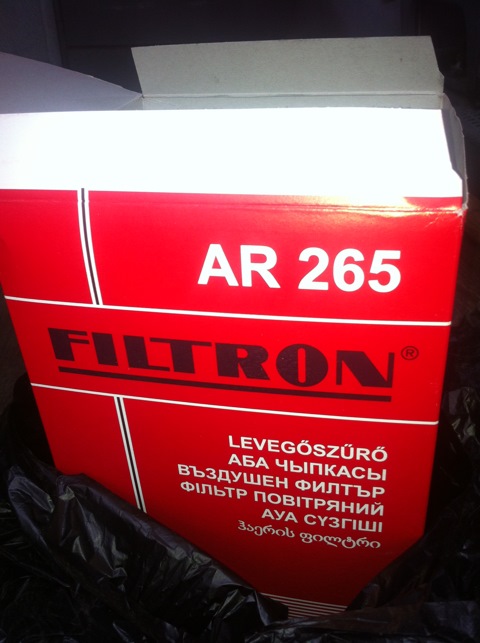 AR 265
FILTRON®
LEVEGŐSZŰRŐ
АБА ЧЫПКАСЫ
ВЪЗДУШЕН ФИЛТЪР
ФІЛЬТР ПОВІТРЯНИЙ
АУА СҮЗГІШІ
ჰაერის ფილტრი